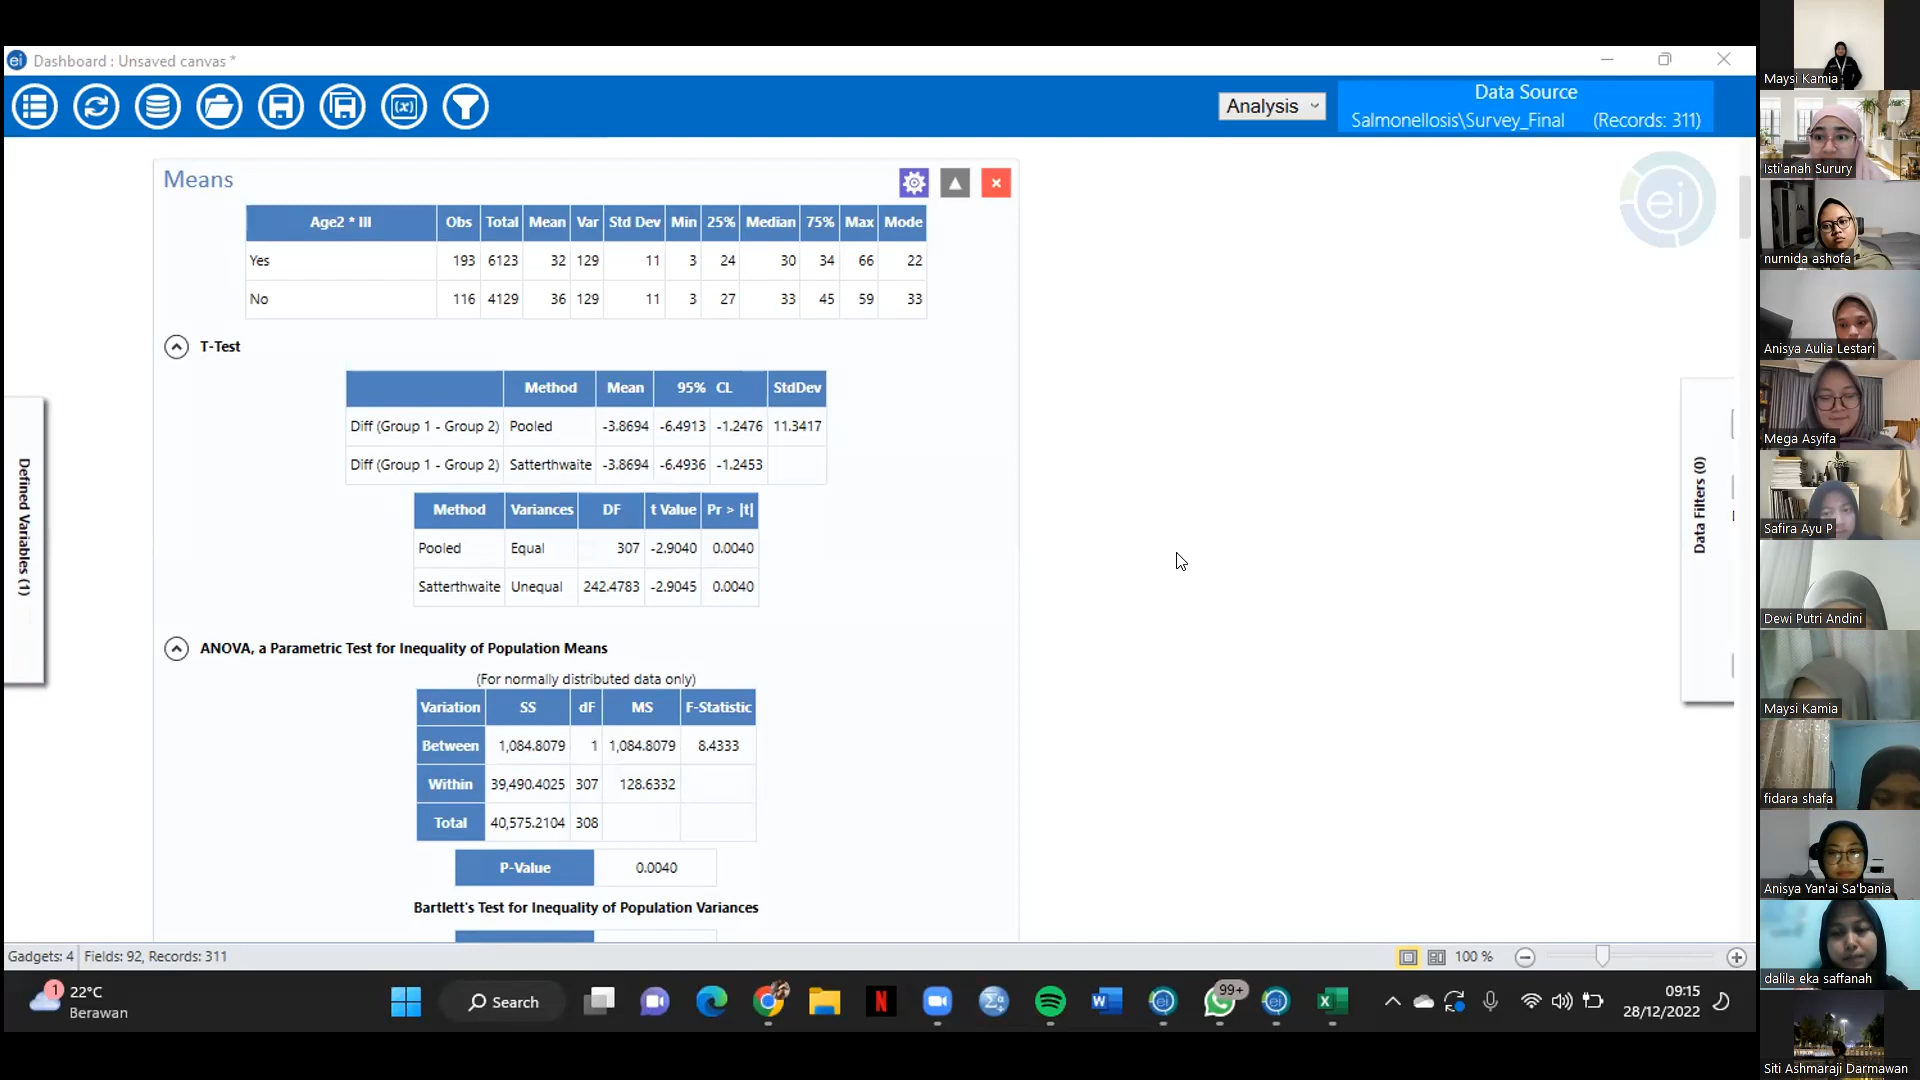 ei Dashboard : Unsaved canvas *
Analysis
Data Source
Salmonellosis\Survey_Final (Records: 311)
ei
Means
Age2 * Ill Obs Total Mean Var Std Dev Min 25% Median 75% Max Mode
Yes 193 6123 32 129 11 3 24 30 34 66 22
No 116 4129 36 129 11 3 27 33 45 59 33
T-Test
Method Mean 95% CL StdDev
Diff (Group 1 - Group 2) Pooled -3.8694 -6.4913 -1.2476 11.3417
Diff (Group 1 - Group 2) Satterthwaite -3.8694 -6.4936 -1.2453
Method Variances DF t Value Pr > |t|
Pooled Equal 307 -2.9040 0.0040
Satterthwaite Unequal 242.4783 -2.9045 0.0040
ANOVA, a Parametric Test for Inequality of Population Means
(For normally distributed data only)
Variation SS dF MS F-Statistic
Between 1,084.8079 1 1,084.8079 8.4333
Within 39,490.4025 307 128.6332
Total 40,575.2104 308
P-Value 0.0040
Bartlett's Test for Inequality of Population Variances
Defined Variables (1)
Data Filters (0)
Gadgets: 4 Fields: 92, Records: 311
100 %
1
22°C
Berawan
Search
N
99+
09:15
28/12/2022
Maysi Kamia
Isti'anah Surury
nurnida ashofa
Anisya Aulia Lestari
Mega Asyifa
Safira Ayu P
Dewi Putri Andini
Maysi Kamia
fidara shafa
Anisya Yan'ai Sa'bania
dalila eka saffanah
Siti Ashmaraji Darmawan